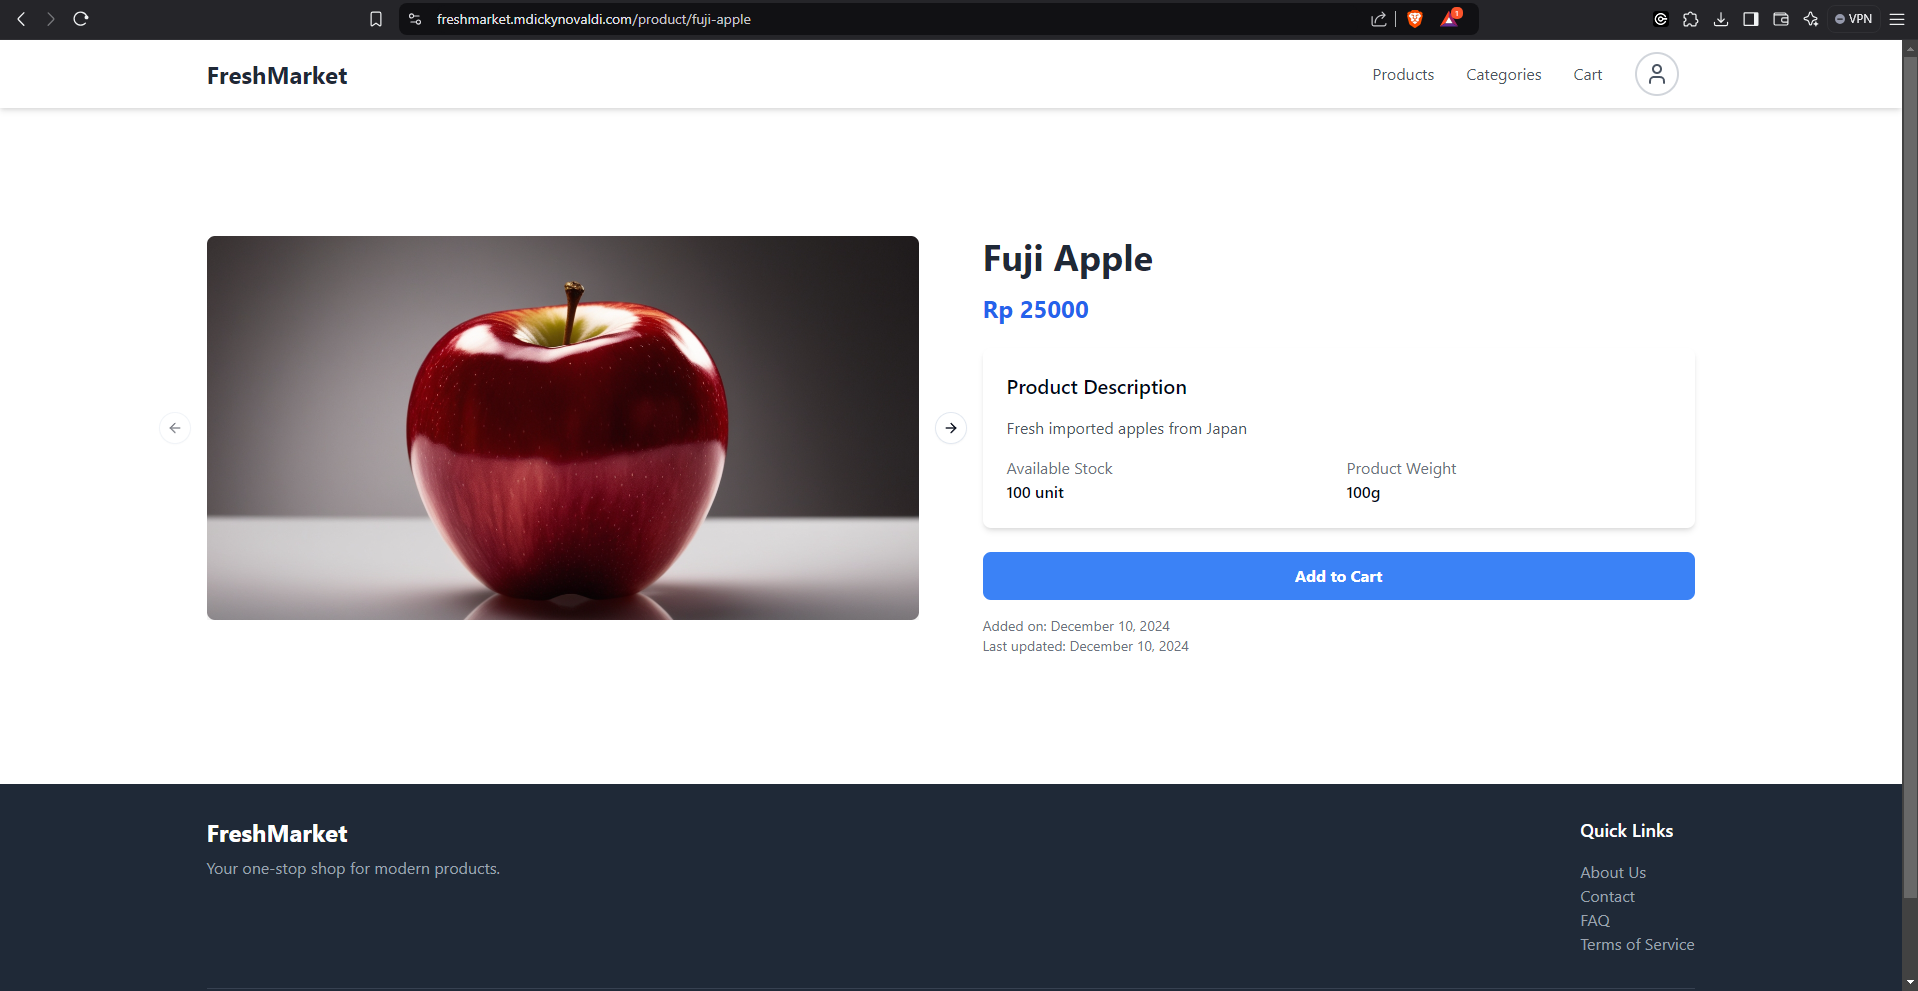 freshmarket.mdickynovaldi.com/product/fuji-apple
1
VPN
FreshMarket
Products
Categories
Cart
Fuji Apple
Rp 25000
Product Description
Fresh imported apples from Japan
Available Stock
Product Weight
100 unit
100g
Add to Cart
Added on: December 10, 2024
Last updated: December 10, 2024
FreshMarket
Your one-stop shop for modern products.
Quick Links
About Us
Contact
FAQ
Terms of Service